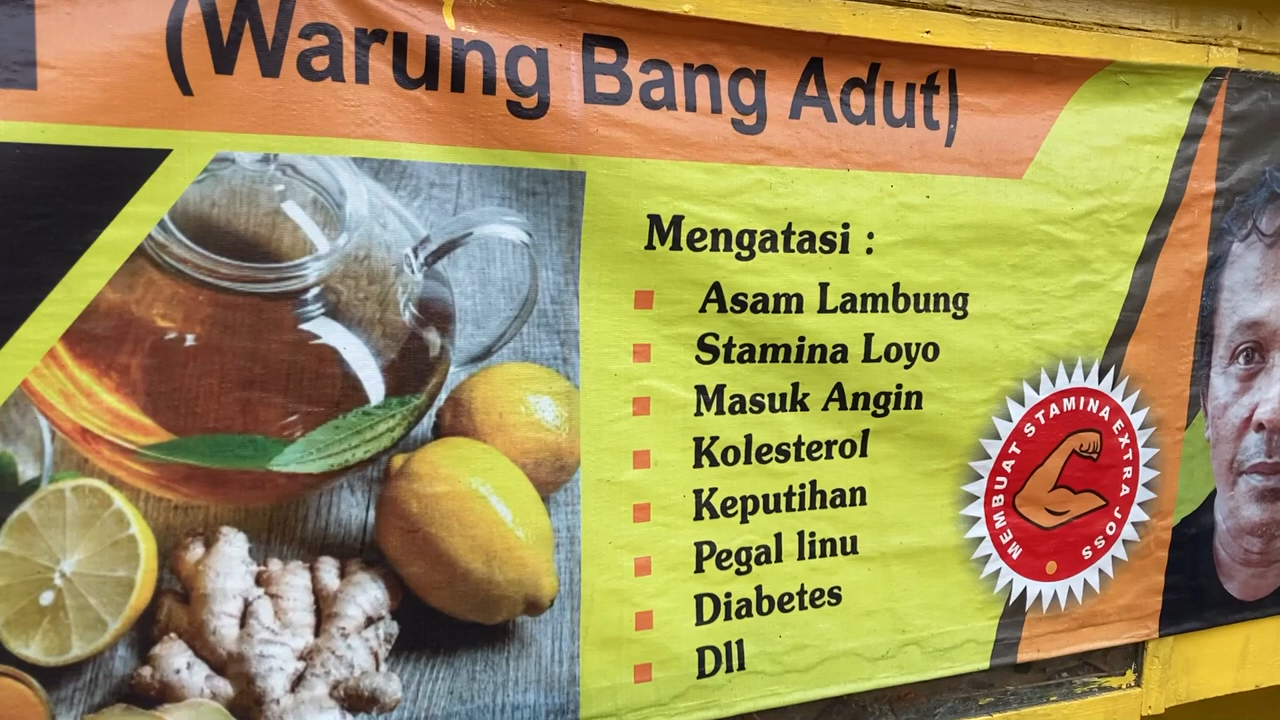 (Warung Bang Adut)
Mengatasi :
Asam Lambung
Stamina Loyo
Masuk Angin
Kolesterol
Keputihan
Pegal linu
Diabetes
Dll
MEMBUAT STAMINA EXTRA JOSS